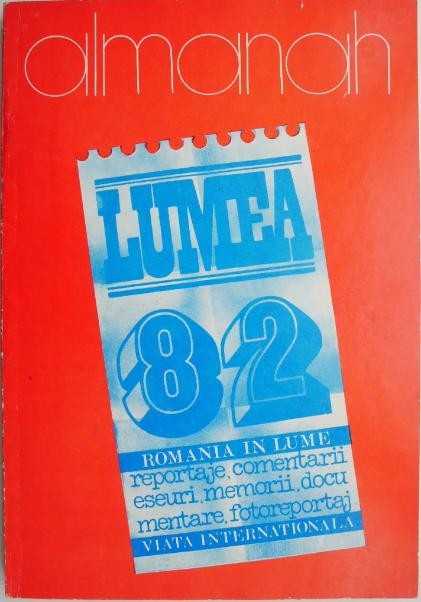 almanah
LUMEA
82
ROMANIA IN LUME
reportaje, comentarii
eseuri, memorii, docu
mentare, fotoreportaj
VIATA INTERNATIONALA